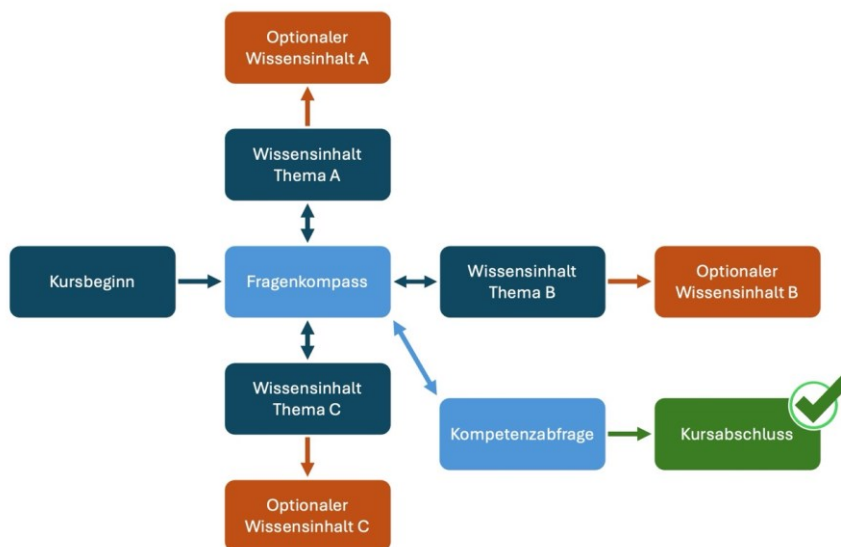 Optionaler
Wissensinhalt A
Wissensinhalt
Thema A
Kursbeginn
Fragenkompass
Wissensinhalt
Thema B
Optionaler
Wissensinhalt B
Wissensinhalt
Thema C
Kompetenzabfrage
Kursabschluss
Optionaler
Wissensinhalt C